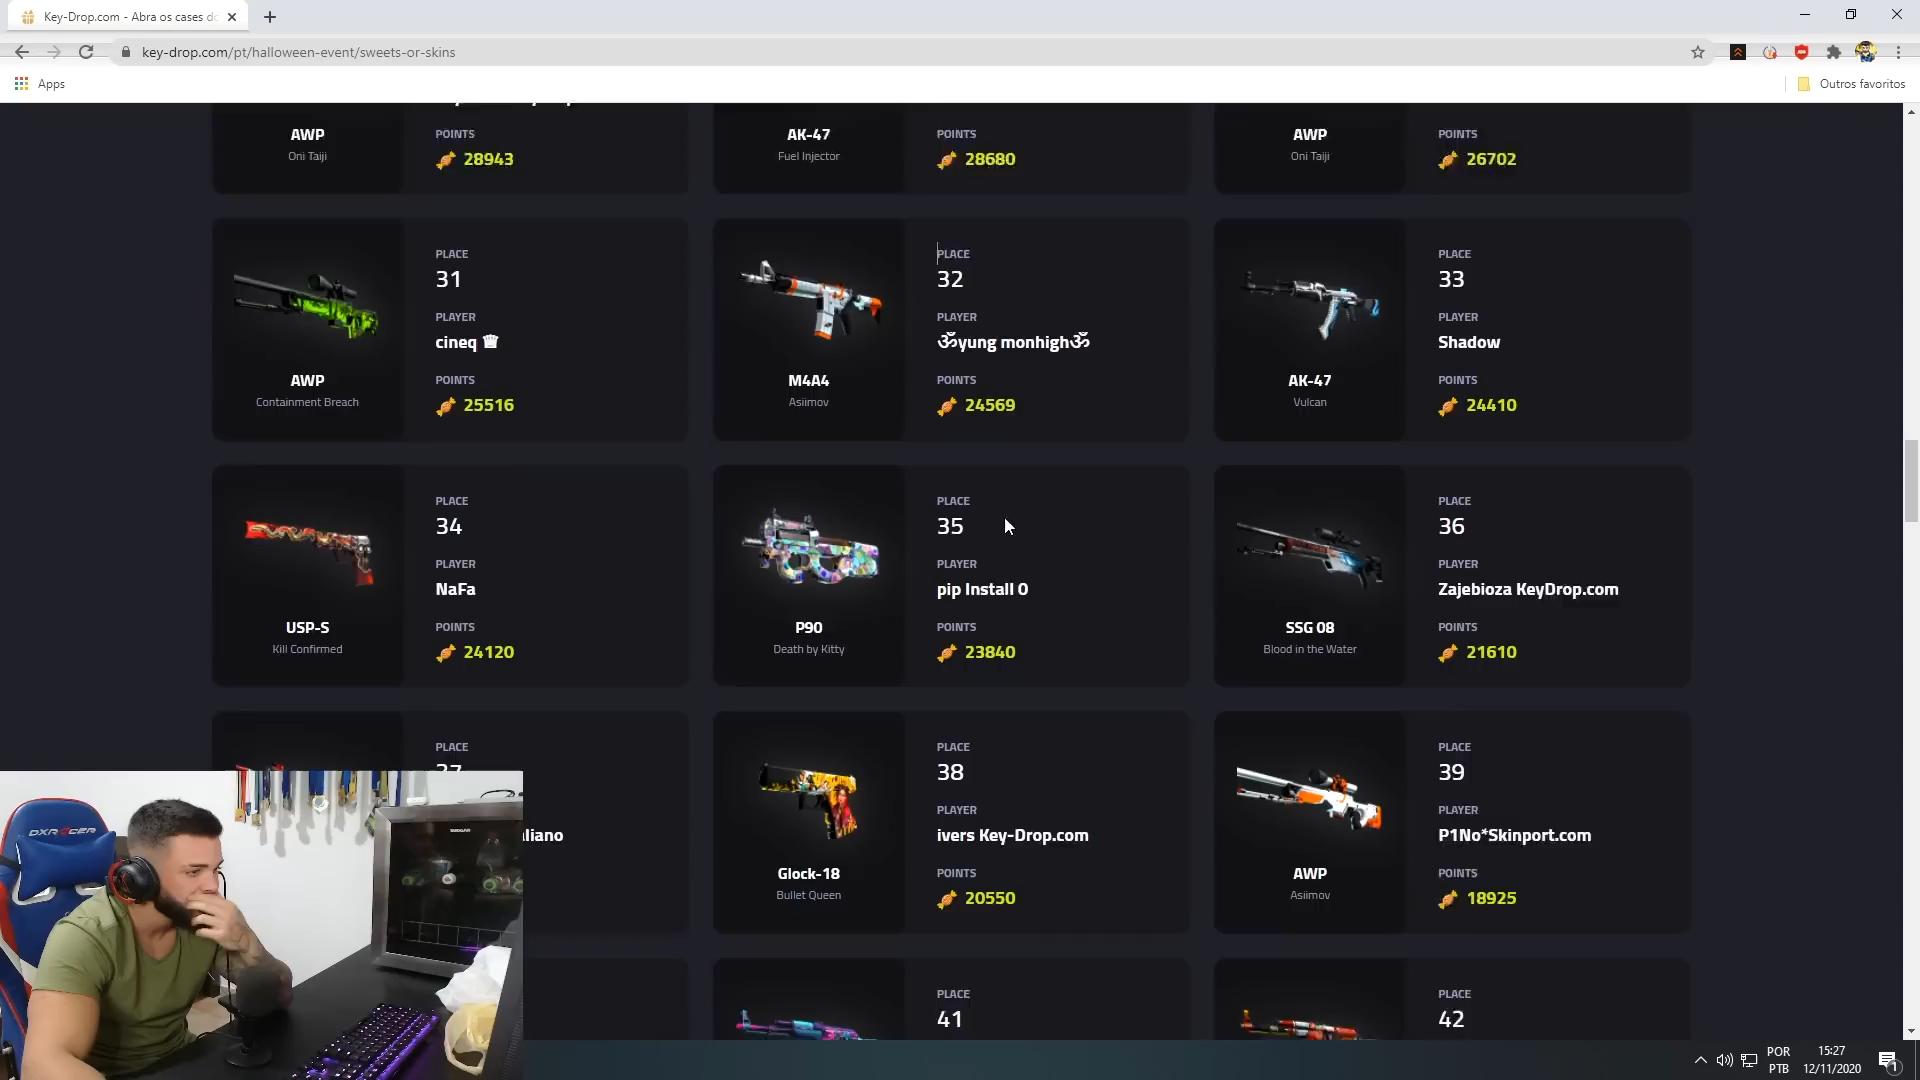 Key-Drop.com - Abra os cases do
key-drop.com/pt/halloween-event/sweets-or-skins
Apps
Outros favoritos
AWP
Oni Taiji
POINTS
28943
AK-47
Fuel Injector
POINTS
28680
AWP
Oni Taiji
POINTS
26702
PLACE
31
PLAYER
cineq ♛
AWP
Containment Breach
POINTS
25516
PLACE
32
PLAYER
ॐyung monhighॐ
M4A4
Asiimov
POINTS
24569
PLACE
33
PLAYER
Shadow
AK-47
Vulcan
POINTS
24410
PLACE
34
PLAYER
NaFa
USP-S
Kill Confirmed
POINTS
24120
PLACE
35
PLAYER
pip Install 0
P90
Death by Kitty
POINTS
23840
PLACE
36
PLAYER
Zajebioza KeyDrop.com
SSG 08
Blood in the Water
POINTS
21610
PLACE
37
liano
PLACE
38
PLAYER
ivers Key-Drop.com
Glock-18
Bullet Queen
POINTS
20550
PLACE
39
PLAYER
P1No*Skinport.com
AWP
Asiimov
POINTS
18925
PLACE
41
PLACE
42
DXRACER
POR
PTB
15:27
12/11/2020
1